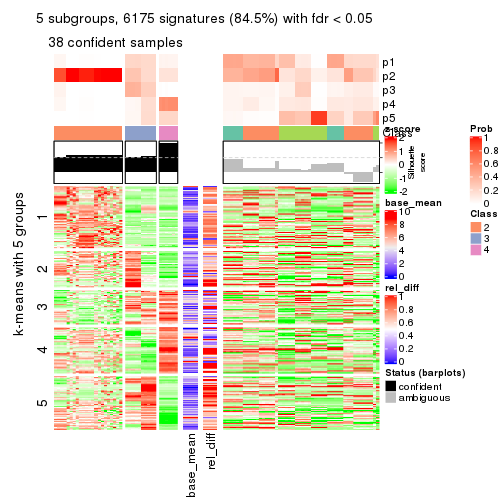 5 subgroups, 6175 signatures (84.5%) with fdr < 0.05
38 confident samples
p1
p2
p3
p4
p5
Class
z-score
2
1
0
-1
-2
Silhouette
score
Prob
1
0.8
0.6
0.4
0.2
0
base_mean
10
8
6
4
2
0
Class
2
3
4
rel_diff
1
0.8
0.6
0.4
0.2
0
Status (barplots)
confident
ambiguous
k-means with 5 groups
1
2
3
4
5
base_mean
rel_diff